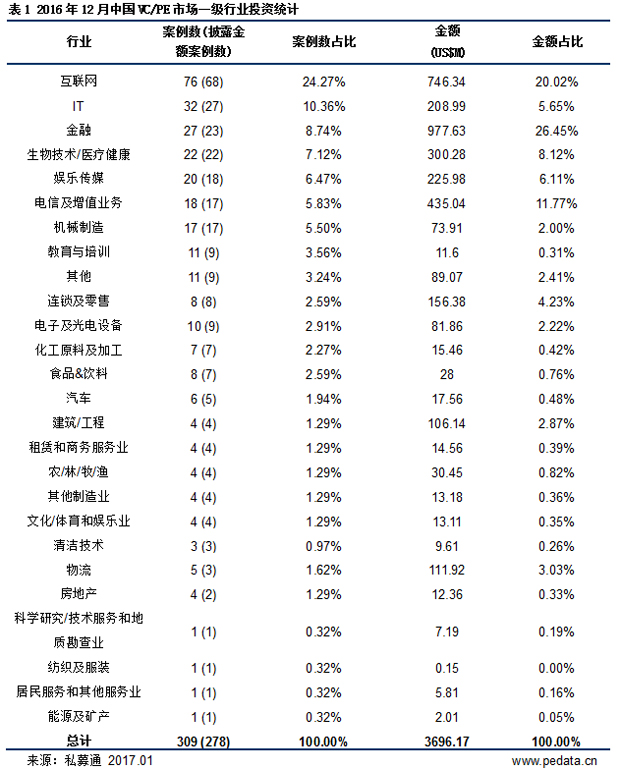 表 1 2016 年 12 月中国 VC/PE 市场一级行业投资统计
行业 案例数 (披露金额案例数) 案例数占比 金额 (US$M) 金额占比
互联网 76 (68) 24.27% 746.34 20.02%
IT 32 (27) 10.36% 208.99 5.65%
金融 27 (23) 8.74% 977.63 26.45%
生物技术/医疗健康 22 (22) 7.12% 300.28 8.12%
娱乐传媒 20 (18) 6.47% 225.98 6.11%
电信及增值业务 18 (17) 5.83% 435.04 11.77%
机械制造 17 (17) 5.50% 73.91 2.00%
教育与培训 11 (9) 3.56% 11.6 0.31%
其他 11 (9) 3.24% 89.07 2.41%
连锁及零售 8 (8) 2.59% 156.38 4.23%
电子及光电设备 10 (9) 2.91% 81.86 2.22%
化工原料及加工 7 (7) 2.27% 15.46 0.42%
食品&饮料 8 (7) 2.59% 28 0.76%
汽车 6 (5) 1.94% 17.56 0.48%
建筑/工程 4 (4) 1.29% 106.14 2.87%
租赁和商务服务业 4 (4) 1.29% 14.56 0.39%
农/林/牧/渔 4 (4) 1.29% 30.45 0.82%
其他制造业 4 (4) 1.29% 13.18 0.36%
文化/体育和娱乐业 4 (4) 1.29% 13.11 0.35%
清洁技术 3 (3) 0.97% 9.61 0.26%
物流 5 (3) 1.62% 111.92 3.03%
房地产 4 (2) 1.29% 12.36 0.33%
科学研究/技术服务和地质勘查业 1 (1) 0.32% 7.19 0.19%
纺织及服装 1 (1) 0.32% 0.15 0.00%
居民服务和其他服务业 1 (1) 0.32% 5.81 0.16%
能源及矿产 1 (1) 0.32% 2.01 0.05%
总计 309 (278) 100.00% 3696.17 100.00%
来源：私募通 2017.01 www.pedata.cn